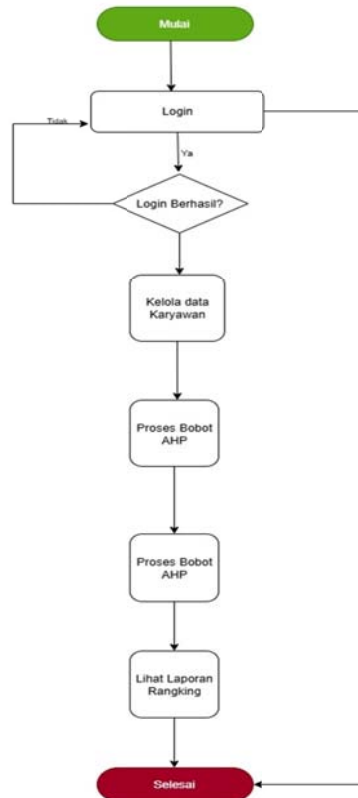 Mulai
Login
Tidak
Ya
Login Berhasil?
Kelola data
Karyawan
Proses Bobot
AHP
Proses Bobot
AHP
Lihat Laporan
Rangking
Selesai